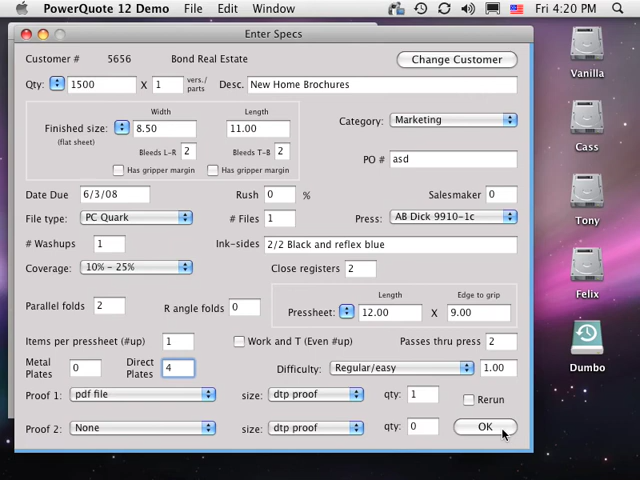 PowerQuote 12 Demo File Edit Window Fri 4:20 PM
Enter Specs
Customer # 5656 Bond Real Estate Change Customer
Qty: 1500 X 1 vers./ parts Desc. New Home Brochures
Width Length
Finished size: 8.50 11.00 Category: Marketing
(flat sheet)
Bleeds L-R 2 Bleeds T-B 2 PO # asd
Has gripper margin Has gripper margin
Date Due 6/3/08 Rush 0 % Salesmaker 0
File type: PC Quark # Files 1 Press: AB Dick 9910-1c
# Washups 1 Ink-sides 2/2 Black and reflex blue
Coverage: 10% - 25% Close registers 2
Parallel folds 2 R angle folds 0
Length Edge to grip
Pressheet: 12.00 X 9.00
Items per pressheet (#up) 1 Work and T (Even #up) Passes thru press 2
Metal Plates 0 Direct Plates 4 Difficulty: Regular/easy 1.00
Proof 1: pdf file size: dtp proof qty: 1 Rerun
Proof 2: None size: dtp proof qty: 0 OK
Vanilla
Cass
Tony
Felix
Dumbo